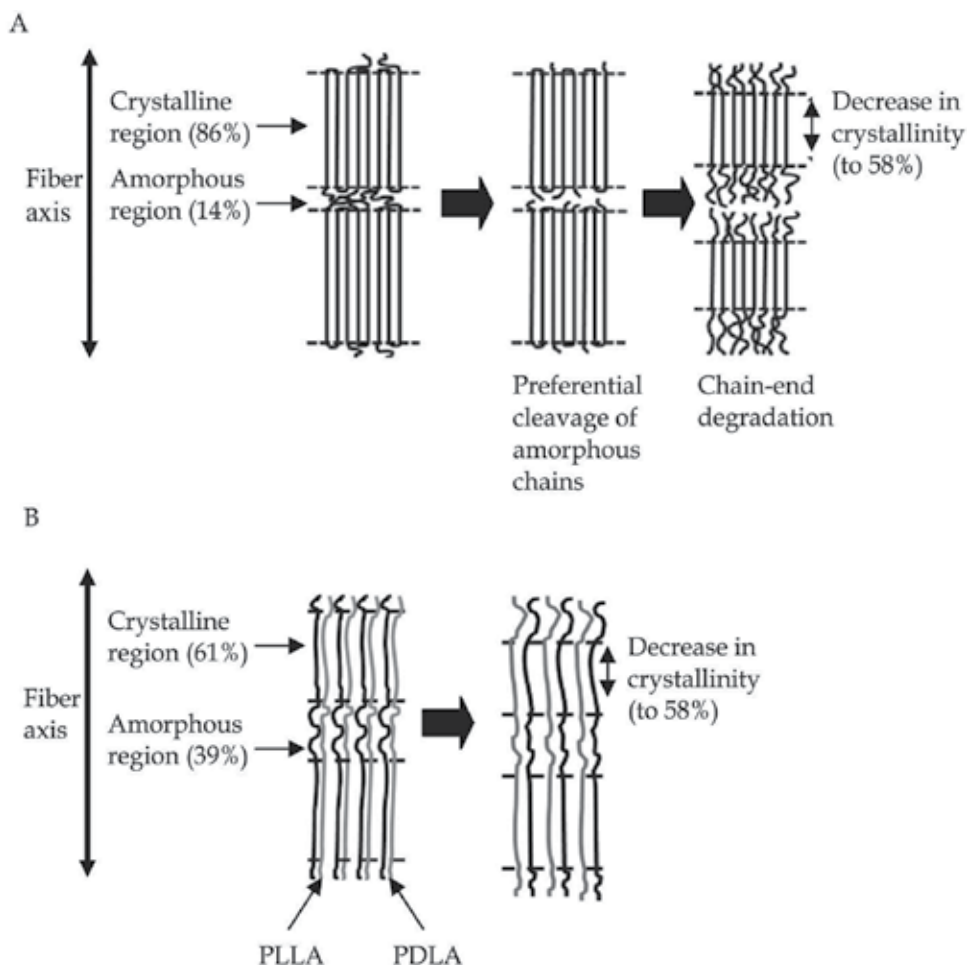 A
Crystalline
region (86%)
Fiber
axis
Amorphous
region (14%)
Decrease in
crystallinity
(to 58%)
Preferential
cleavage of
amorphous
chains
Chain-end
degradation
B
Crystalline
region (61%)
Fiber
axis
Amorphous
region (39%)
Decrease in
crystallinity
(to 58%)
PLLA
PDLA